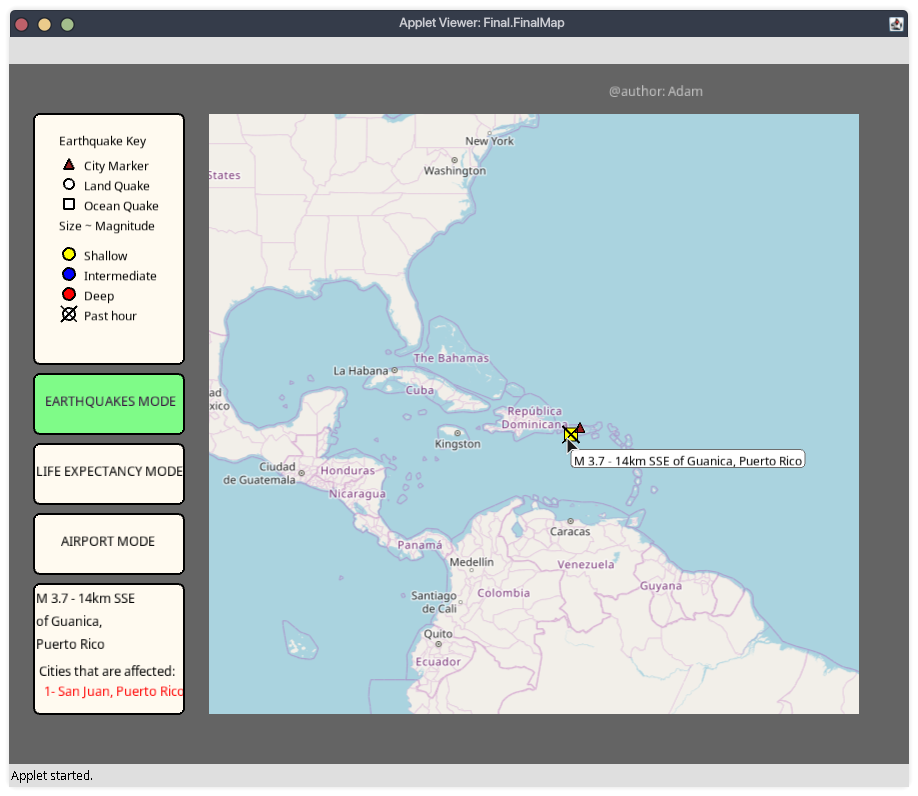 Applet Viewer: Final.FinalMap
@author: Adam
Earthquake Key
City Marker
Land Quake
Ocean Quake
Size ~ Magnitude
Shallow
Intermediate
Deep
Past hour
EARTHQUAKES MODE
LIFE EXPECTANCY MODE
AIRPORT MODE
M 3.7 - 14km SSE
of Guanica,
Puerto Rico
Cities that are affected:
1- San Juan, Puerto Rico
New York
Washington
States
The Bahamas
La Habana
Cuba
ad
xico
República
Dominicana
Kingston
M 3.7 - 14km SSE of Guanica, Puerto Rico
Ciudad
de Guatemala
Honduras
Nicaragua
Caracas
Panamá
Medellín
Venezuela
Guyana
Santiago
de Cali
Colombia
Quito
Ecuador
Applet started.